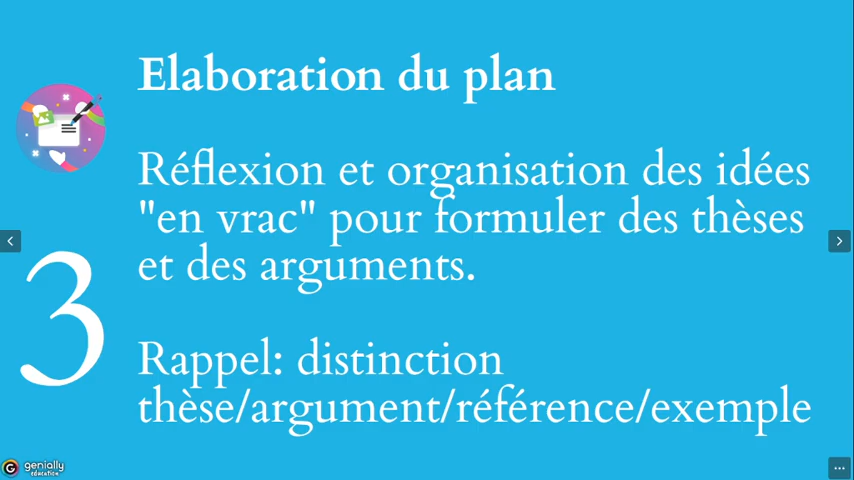 Elaboration du plan
Réflexion et organisation des idées
"en vrac" pour formuler des thèses
et des arguments.
3
Rappel: distinction
thèse/argument/référence/exemple
genially
education